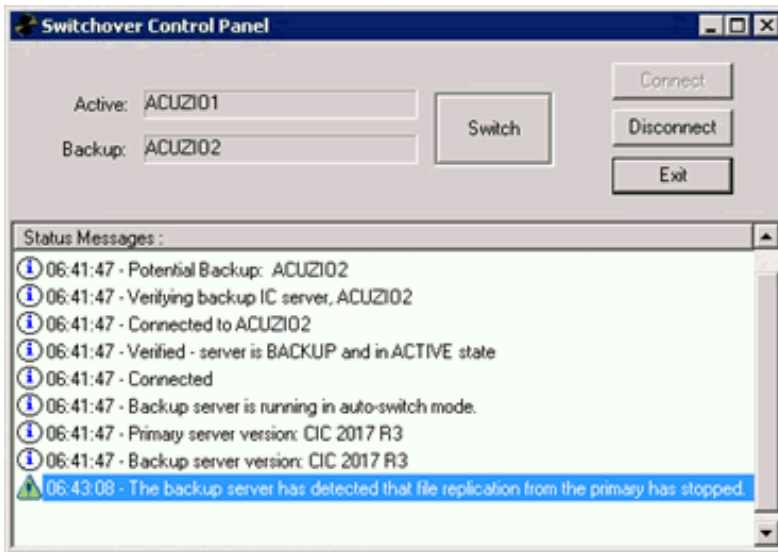 Switchover Control Panel
Active: ACUZIO1
Backup: ACUZIO2
Switch
Connect
Disconnect
Exit
Status Messages :
06:41:47 - Potential Backup: ACUZIO2
06:41:47 - Verifying backup IC server, ACUZIO2
06:41:47 - Connected to ACUZIO2
06:41:47 - Verified - server is BACKUP and in ACTIVE state
06:41:47 - Connected
06:41:47 - Backup server is running in auto-switch mode.
06:41:47 - Primary server version: CIC 2017 R3
06:41:47 - Backup server version: CIC 2017 R3
06:43:08 - The backup server has detected that file replication from the primary has stopped.